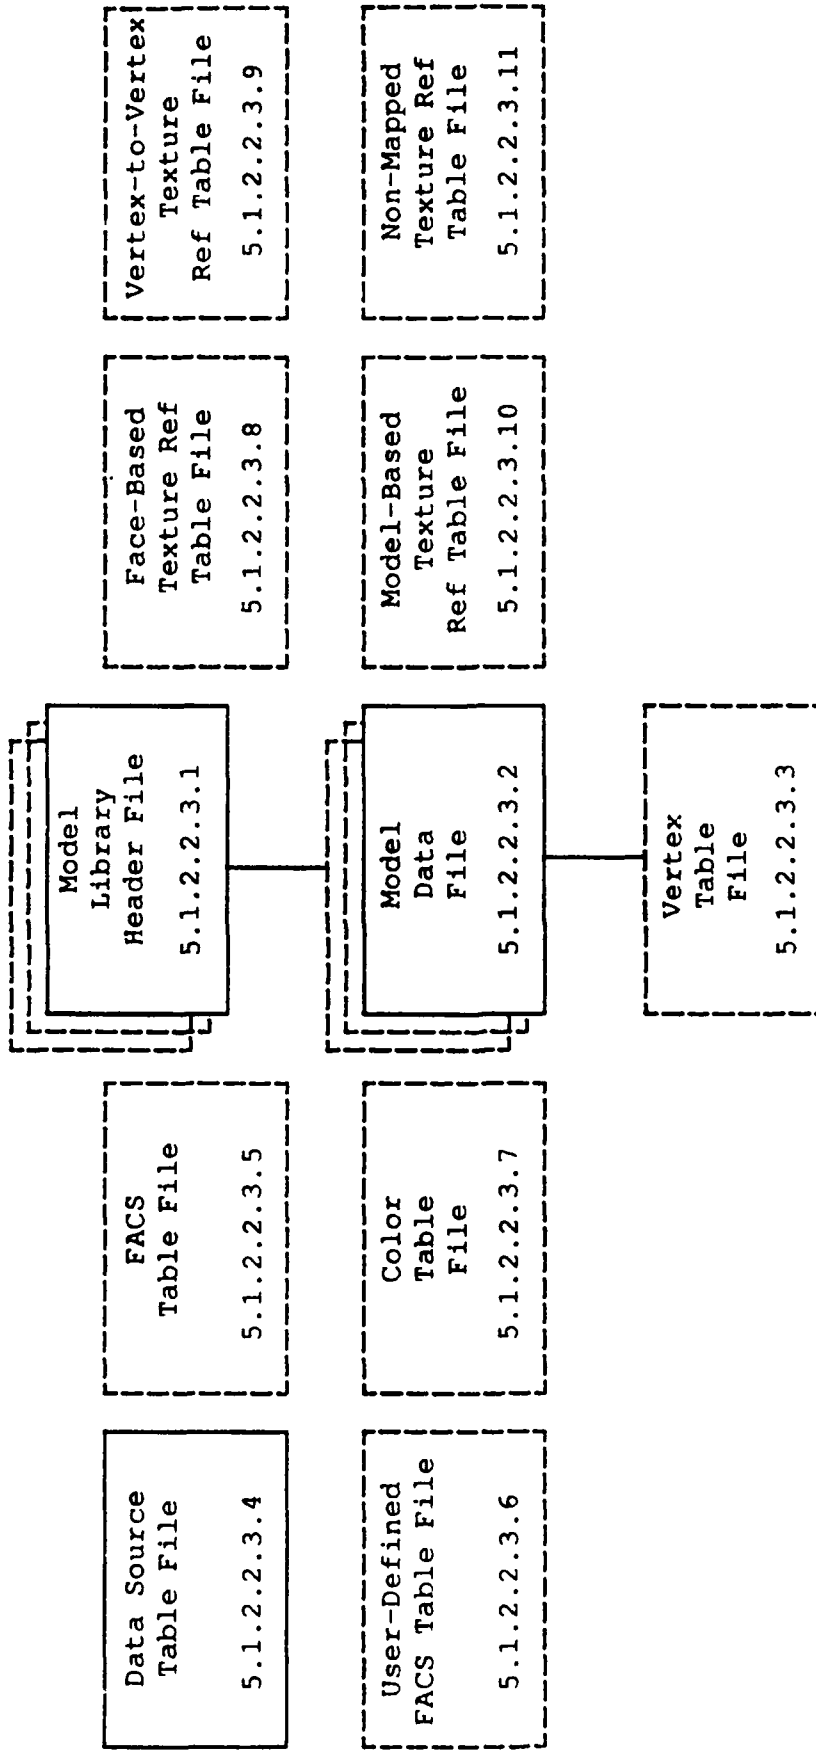 Data Source
Table File
5.1.2.2.3.4
FACS
Table File
5.1.2.2.3.5
Model
Library
Header File
5.1.2.2.3.1
Face-Based
Texture Ref
Table File
5.1.2.2.3.8
Vertex-to-Vertex
Texture
Ref Table File
5.1.2.2.3.9
User-Defined
FACS Table File
5.1.2.2.3.6
Color
Table
File
5.1.2.2.3.7
Model
Data
File
5.1.2.2.3.2
Model-Based
Texture
Ref Table File
5.1.2.2.3.10
Non-Mapped
Texture Ref
Table File
5.1.2.2.3.11
Vertex
Table
File
5.1.2.2.3.3